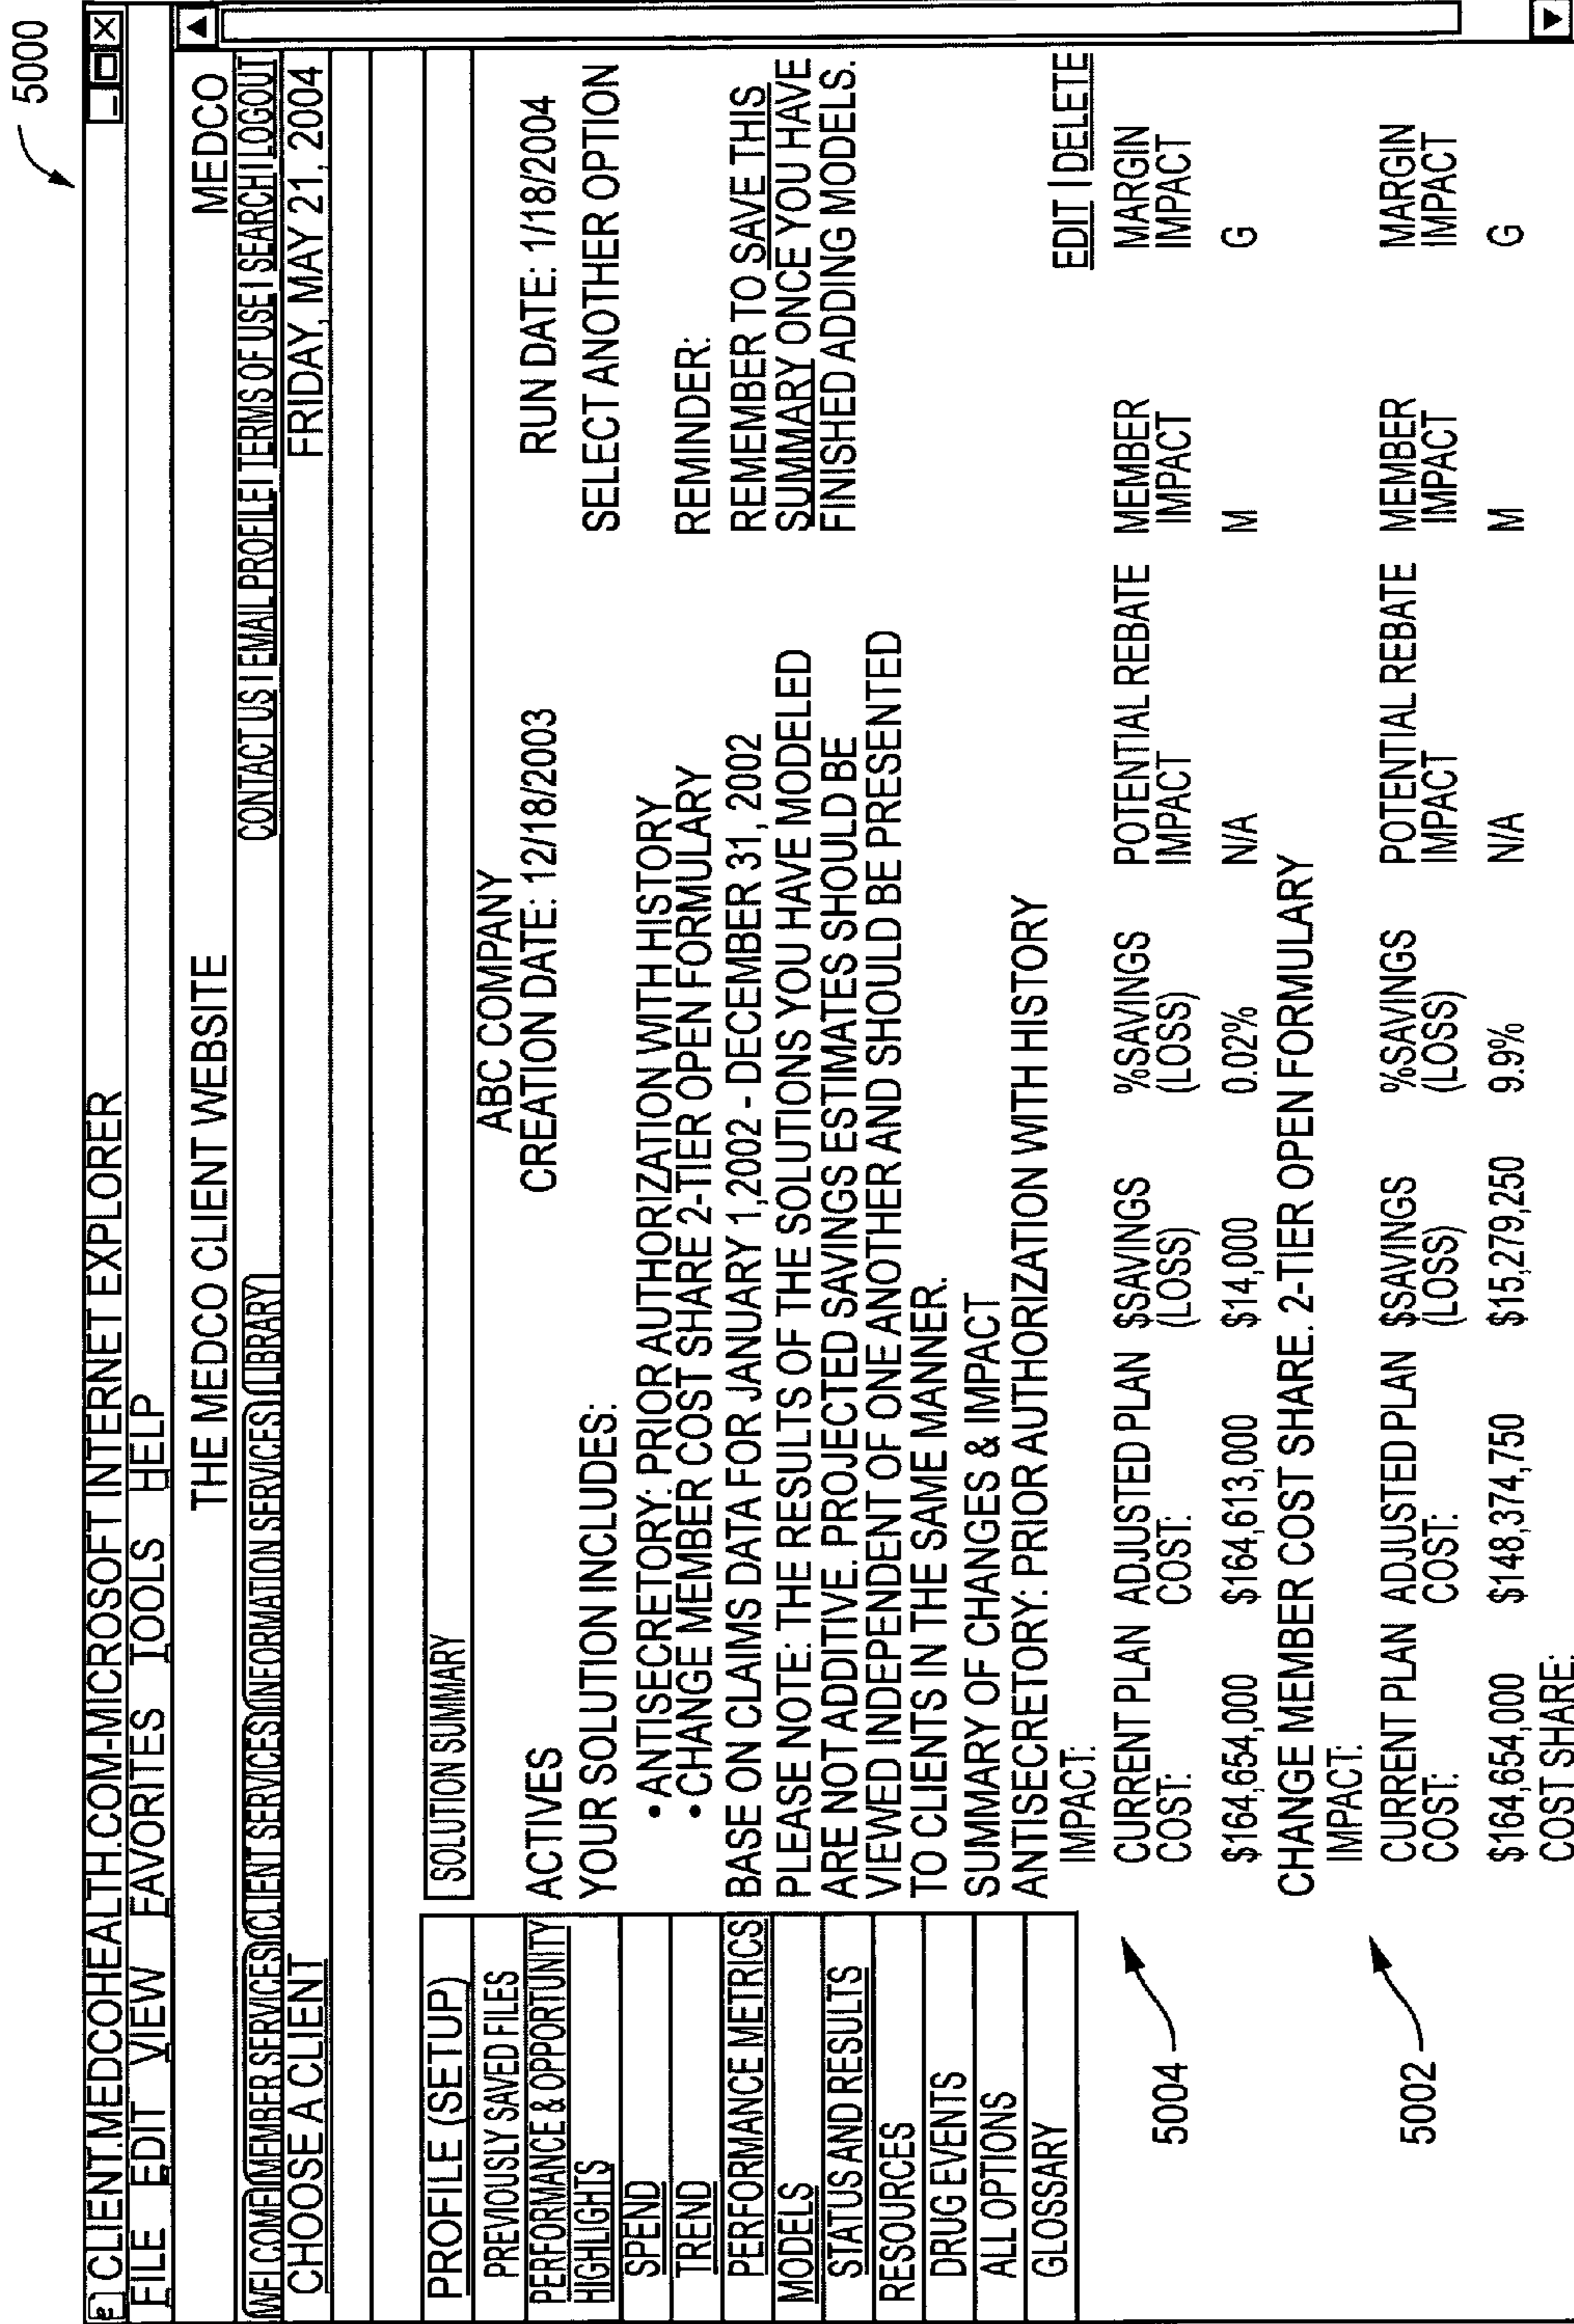 5000
CLIENT.MEDCOHEALTH.COM-MICROSOFT INTERNET EXPLORER
FILE EDIT VIEW FAVORITES TOOLS HELP
THE MEDCO CLIENT WEBSITE MEDCO
WELCOME MEMBER SERVICES CLIENT SERVICES INFORMATION SERVICES LIBRARY CONTACT US | EMAIL PROFILE | TERMS OF USE | SEARCH | LOGOUT
CHOOSE A CLIENT FRIDAY, MAY 21, 2004
PROFILE (SETUP)
PREVIOUSLY SAVED FILES
PERFORMANCE & OPPORTUNITY
HIGHLIGHTS
SPEND
TREND
PERFORMANCE METRICS
MODELS
STATUS AND RESULTS
RESOURCES
DRUG EVENTS
ALL OPTIONS
GLOSSARY
SOLUTION SUMMARY
ABC COMPANY
CREATION DATE: 12/18/2003 RUN DATE: 1/18/2004
ACTIVES
YOUR SOLUTION INCLUDES: SELECT ANOTHER OPTION
• ANTISECRETORY: PRIOR AUTHORIZATION WITH HISTORY
• CHANGE MEMBER COST SHARE 2-TIER OPEN FORMULARY
REMINDER:
REMEMBER TO SAVE THIS
SUMMARY ONCE YOU HAVE
FINISHED ADDING MODELS.
BASE ON CLAIMS DATA FOR JANUARY 1,2002 - DECEMBER 31, 2002
PLEASE NOTE: THE RESULTS OF THE SOLUTIONS YOU HAVE MODELED
ARE NOT ADDITIVE. PROJECTED SAVINGS ESTIMATES SHOULD BE
VIEWED INDEPENDENT OF ONE ANOTHER AND SHOULD BE PRESENTED
TO CLIENTS IN THE SAME MANNER.
SUMMARY OF CHANGES & IMPACT
ANTISECRETORY: PRIOR AUTHORIZATION WITH HISTORY
EDIT | DELETE
IMPACT:
CURRENT PLAN ADJUSTED PLAN $SAVINGS %SAVINGS POTENTIAL REBATE MEMBER MARGIN
COST: COST: (LOSS) (LOSS) IMPACT IMPACT IMPACT
$164,654,000 $164,613,000 $14,000 0.02% N/A M G
5004
CHANGE MEMBER COST SHARE. 2-TIER OPEN FORMULARY
IMPACT:
CURRENT PLAN ADJUSTED PLAN $SAVINGS %SAVINGS POTENTIAL REBATE MEMBER MARGIN
COST: COST: (LOSS) (LOSS) IMPACT IMPACT IMPACT
$164,654,000 $148,374,750 $15,279,250 9.9% N/A M G
COST SHARE:
5002